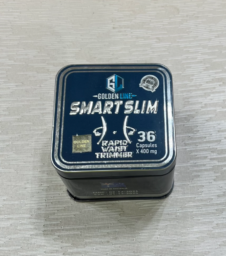 GOLDEN LINE
SMART SLIM
36
Capsules
X 400 mg
RAPID
WAIST
TRIMMER